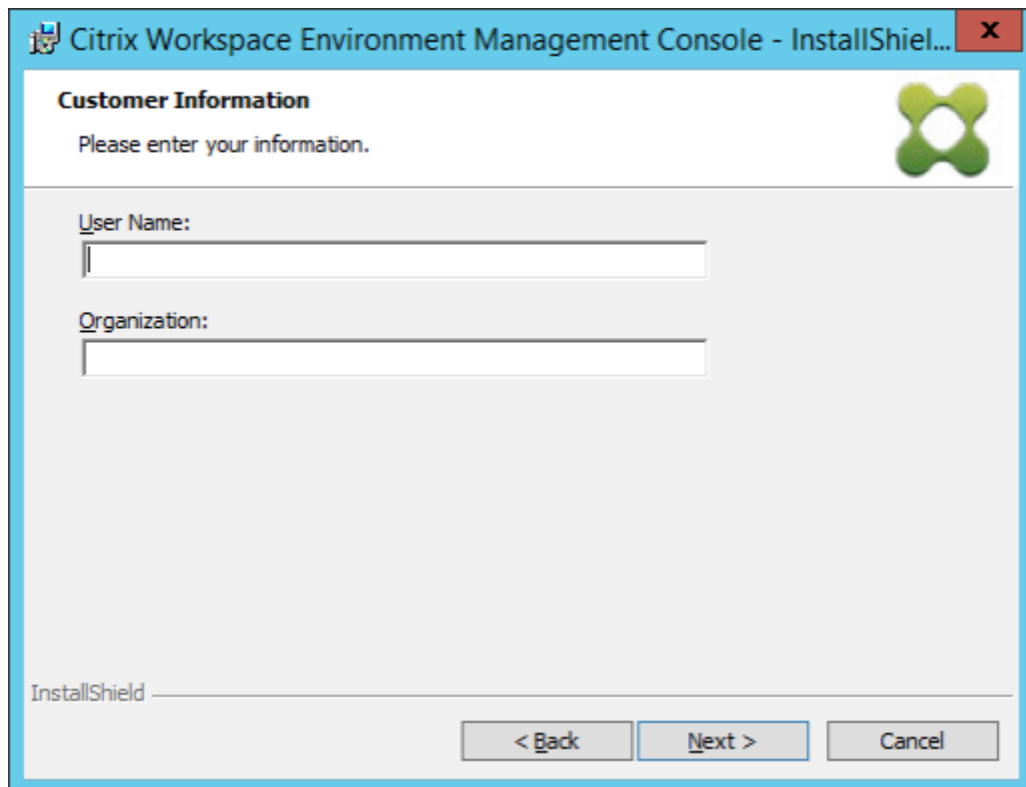 Citrix Workspace Environment Management Console - InstallShiel...
x
Customer Information
Please enter your information.
User Name:
Organization:
InstallShield
< Back Next > Cancel